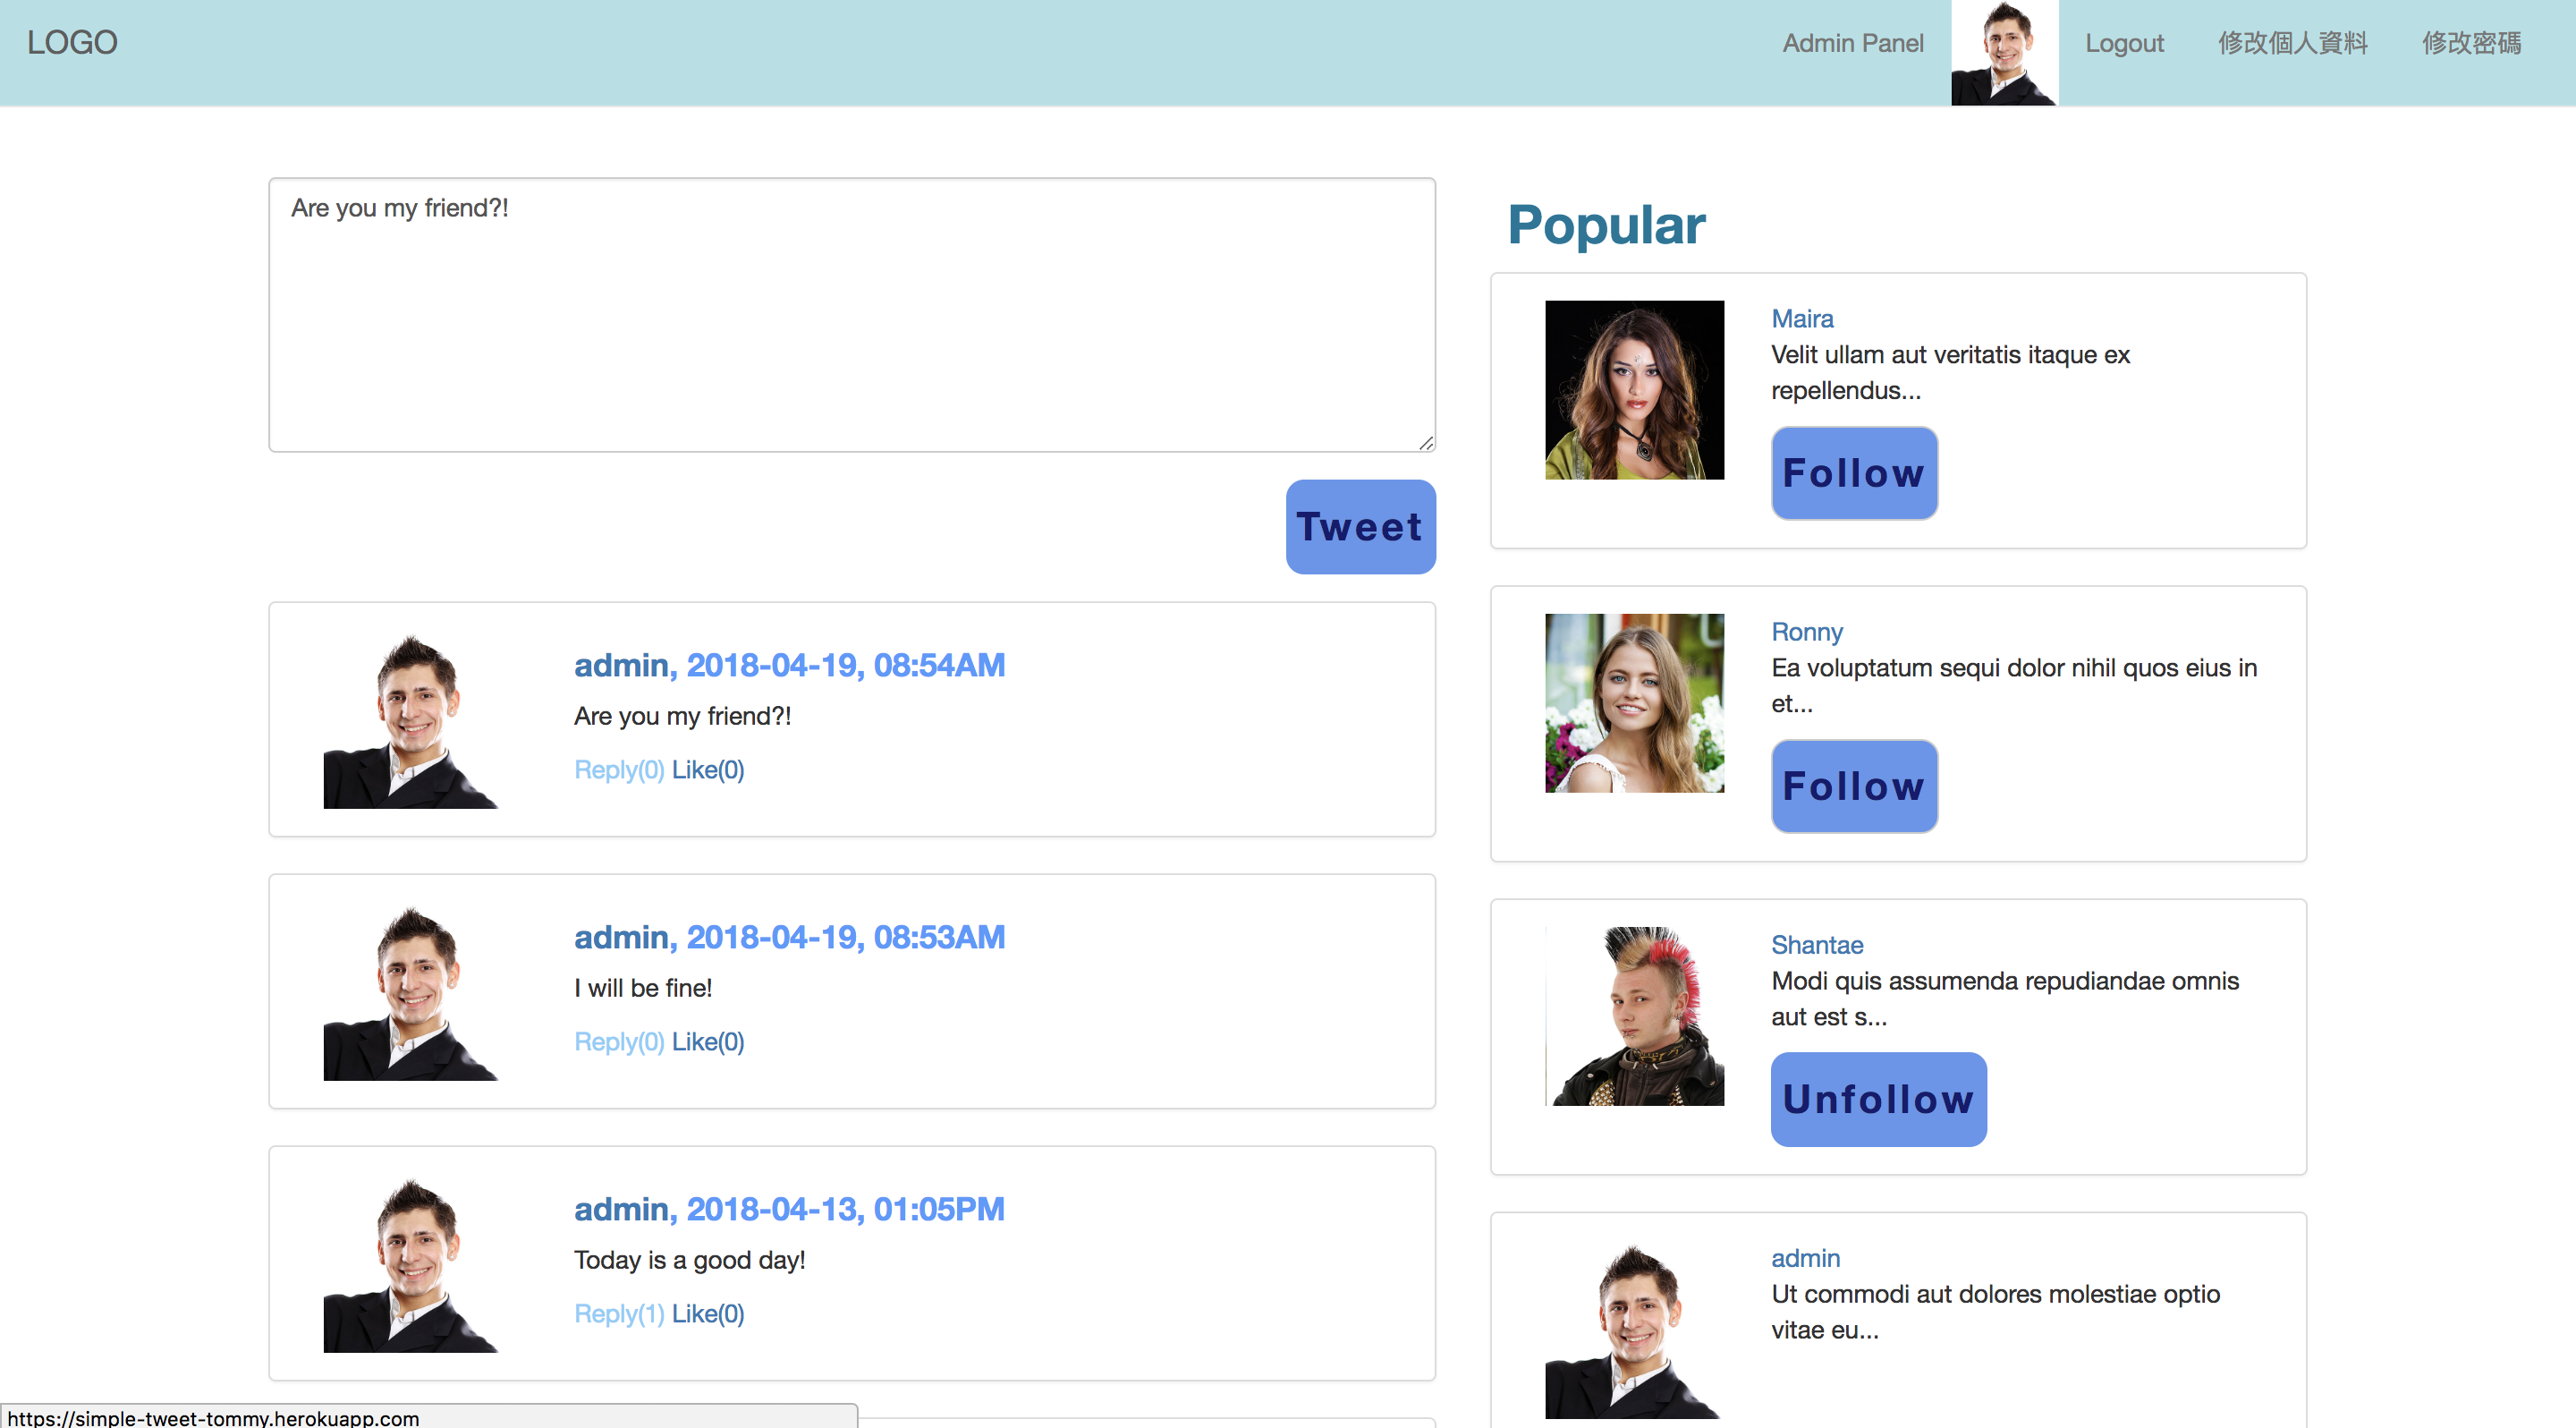 LOGO
Admin Panel
Logout
修改個人資料
修改密碼
Are you my friend?!
Tweet
admin, 2018-04-19, 08:54AM
Are you my friend?!
Reply(0) Like(0)
admin, 2018-04-19, 08:53AM
I will be fine!
Reply(0) Like(0)
admin, 2018-04-13, 01:05PM
Today is a good day!
Reply(1) Like(0)
Popular
Maira
Velit ullam aut veritatis itaque ex
repellendus...
Follow
Ronny
Ea voluptatum sequi dolor nihil quos eius in
et...
Follow
Shantae
Modi quis assumenda repudiandae omnis
aut est s...
Unfollow
admin
Ut commodi aut dolores molestiae optio
vitae eu...
https://simple-tweet-tommy.herokuapp.com